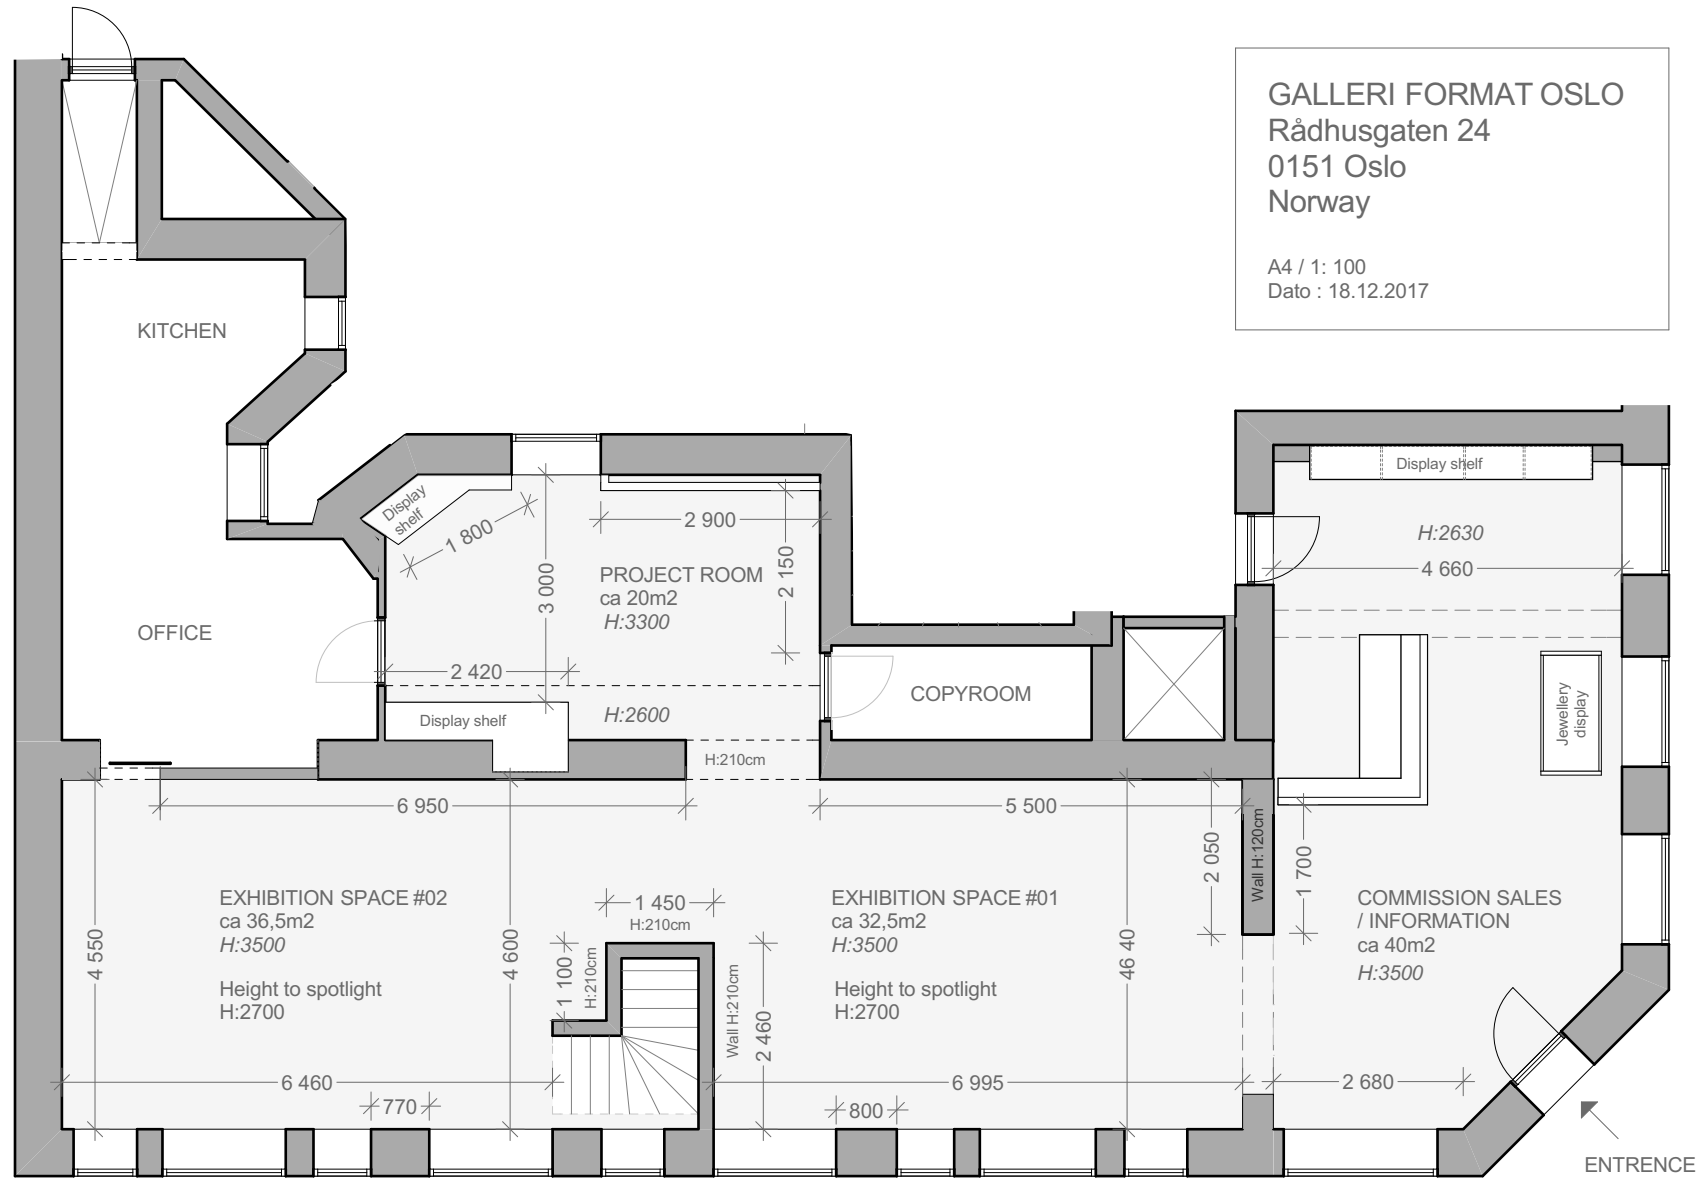 GALLERI FORMAT OSLO
Rådhusgaten 24
0151 Oslo
Norway
A4 / 1: 100
Dato : 18.12.2017
KITCHEN
OFFICE
Display
shelf
1 800
2 900
3 000
2 150
PROJECT ROOM
ca 20m2
H:3300
2 420
Display shelf
H:2600
H:210cm
COPYROOM
Display shelf
H:2630
4 660
Jewellery
display
6 950
5 500
2 050
Wall H:120cm
1 700
4 550
EXHIBITION SPACE #02
ca 36,5m2
H:3500
Height to spotlight
H:2700
4 600
1 450
H:210cm
1 100
H:210cm
Wall H:210cm
2 460
EXHIBITION SPACE #01
ca 32,5m2
H:3500
Height to spotlight
H:2700
46 40
COMMISSION SALES
/ INFORMATION
ca 40m2
H:3500
6 460
770
6 995
800
2 680
ENTRENCE